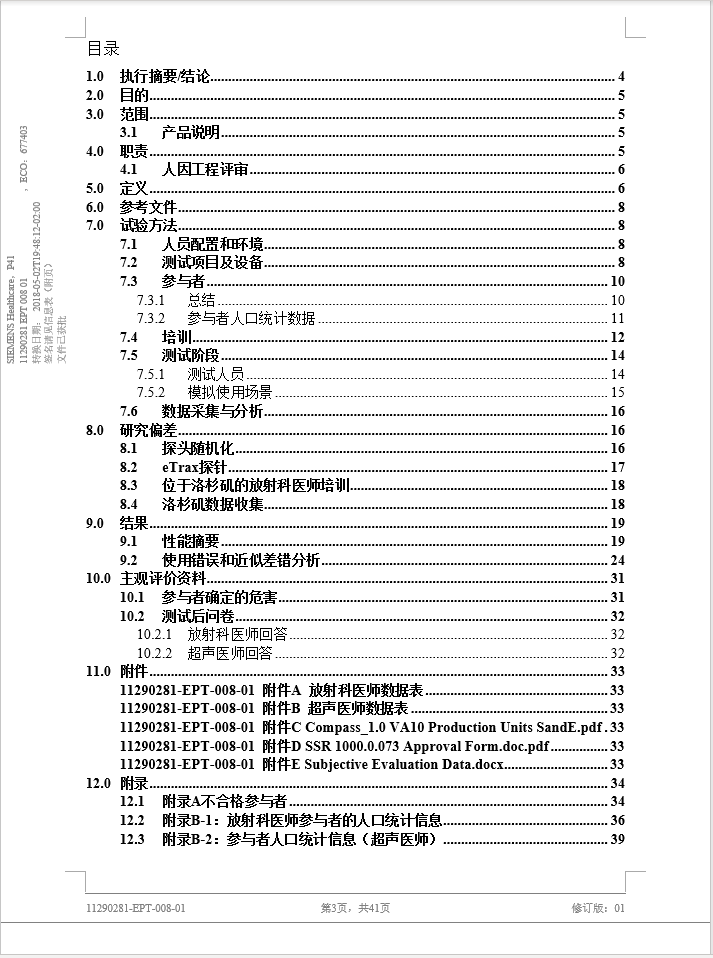 目录
1.0 执行摘要/结论 4
2.0 目的 5
3.0 范围 5
3.1 产品说明 5
4.0 职责 5
4.1 人因工程评审 6
5.0 定义 6
6.0 参考文件 8
7.0 试验方法 8
7.1 人员配置和环境 8
7.2 测试项目及设备 8
7.3 参与者 10
7.3.1 总结 10
7.3.2 参与者人口统计数据 11
7.4 培训 12
7.5 测试阶段 14
7.5.1 测试人员 14
7.5.2 模拟使用场景 15
7.6 数据采集与分析 16
8.0 研究偏差 16
8.1 探头随机化 16
8.2 eTrax探针 17
8.3 位于洛杉矶的放射科医师培训 18
8.4 洛杉矶数据收集 18
9.0 结果 19
9.1 性能摘要 19
9.2 使用错误和近似差错分析 24
10.0 主观评价资料 31
10.1 参与者确定的危害 31
10.2 测试后问卷 32
10.2.1 放射科医师回答 32
10.2.2 超声医师回答 32
11.0 附件 33
11290281-EPT-008-01 附件A 放射科医师数据表 33
11290281-EPT-008-01 附件B 超声医师数据表 33
11290281-EPT-008-01 附件C Compass_1.0 VA10 Production Units SandE.pdf 33
11290281-EPT-008-01 附件D SSR 1000.0.073 Approval Form.doc.pdf 33
11290281-EPT-008-01 附件E Subjective Evaluation Data.docx 33
12.0 附录 34
12.1 附录A不合格参与者 34
12.2 附录B-1：放射科医师参与者的人口统计信息 36
12.3 附录B-2：参与者人口统计信息（超声医师） 39
SIEMENS Healthcare，P41
11290281 EPT 008 01 ，ECO：677403
转换日期： 2018-05-02T19:48:12-02:00
签名请见信息表（附页）
文件已获批
11290281-EPT-008-01 第3页，共41页 修订版：01